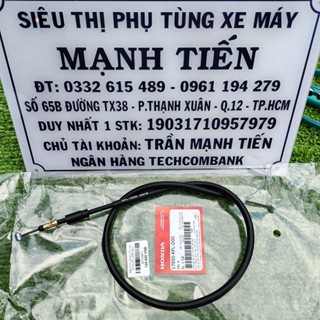 SIÊU THỊ PHỤ TÙNG XE MÁY
MẠNH TIẾN
ĐT: 0332 615 489 - 0961 194 279
SỐ 65B ĐƯỜNG TX38 - P.THẠNH XUÂN - Q.12 - TP.HCM
DUY NHẤT 1 STK: 19031710957979
CHỦ TÀI KHOẢN: TRẦN MẠNH TIẾN
NGÂN HÀNG TECHCOMBANK
HONDA